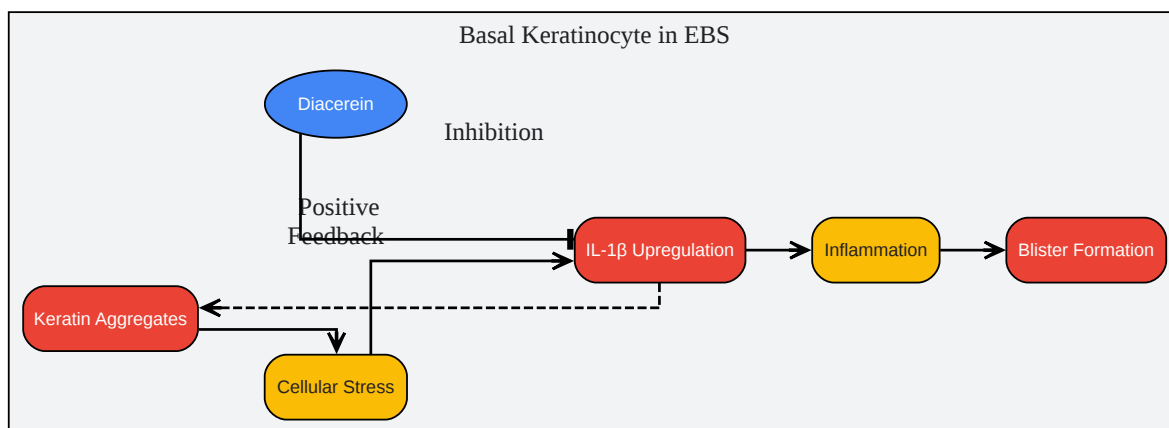 Basal Keratinocyte in EBS
Diacerein
Inhibition
Positive
Feedback
IL-1β Upregulation
Inflammation
Blister Formation
Keratin Aggregates
Cellular Stress